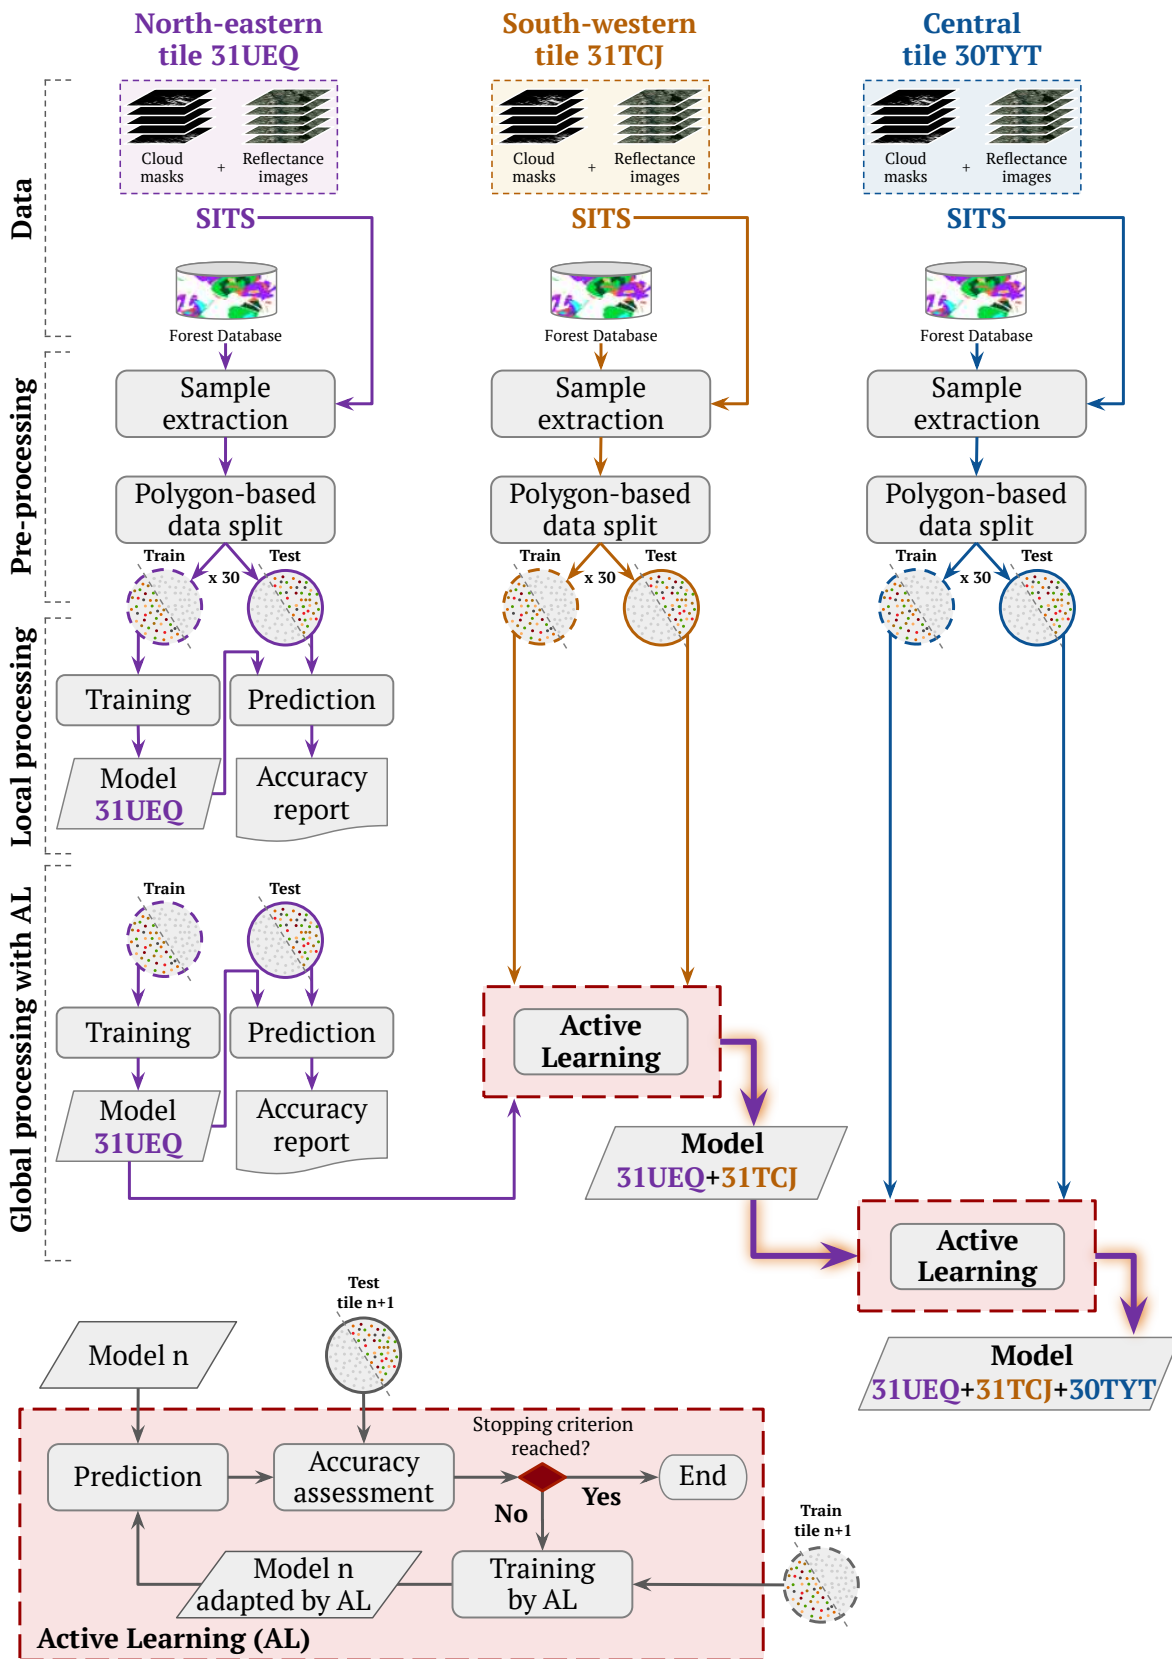 North-eastern
tile 31UEQ
South-western
tile 31TCJ
Central
tile 30TYT
Data
Cloud
masks
+
Reflectance
images
Cloud
masks
+
Reflectance
images
Cloud
masks
+
Reflectance
images
SITS
SITS
SITS
Forest Database
Forest Database
Forest Database
Pre-processing
Sample
extraction
Sample
extraction
Sample
extraction
Polygon-based
data split
Polygon-based
data split
Polygon-based
data split
Train
x 30
Test
Train
x 30
Test
Train
x 30
Test
Local processing
Training
Prediction
Model
31UEQ
Accuracy
report
Global processing with AL
Train
Test
Training
Prediction
Model
31UEQ
Accuracy
report
Active
Learning
Model
31UEQ+31TCJ
Active
Learning
Model
31UEQ+31TCJ+30TYT
Test
tile n+1
Model n
Prediction
Accuracy
assessment
Stopping criterion
reached?
Yes
End
No
Train
tile n+1
Training
by AL
Model n
adapted by AL
Active Learning (AL)